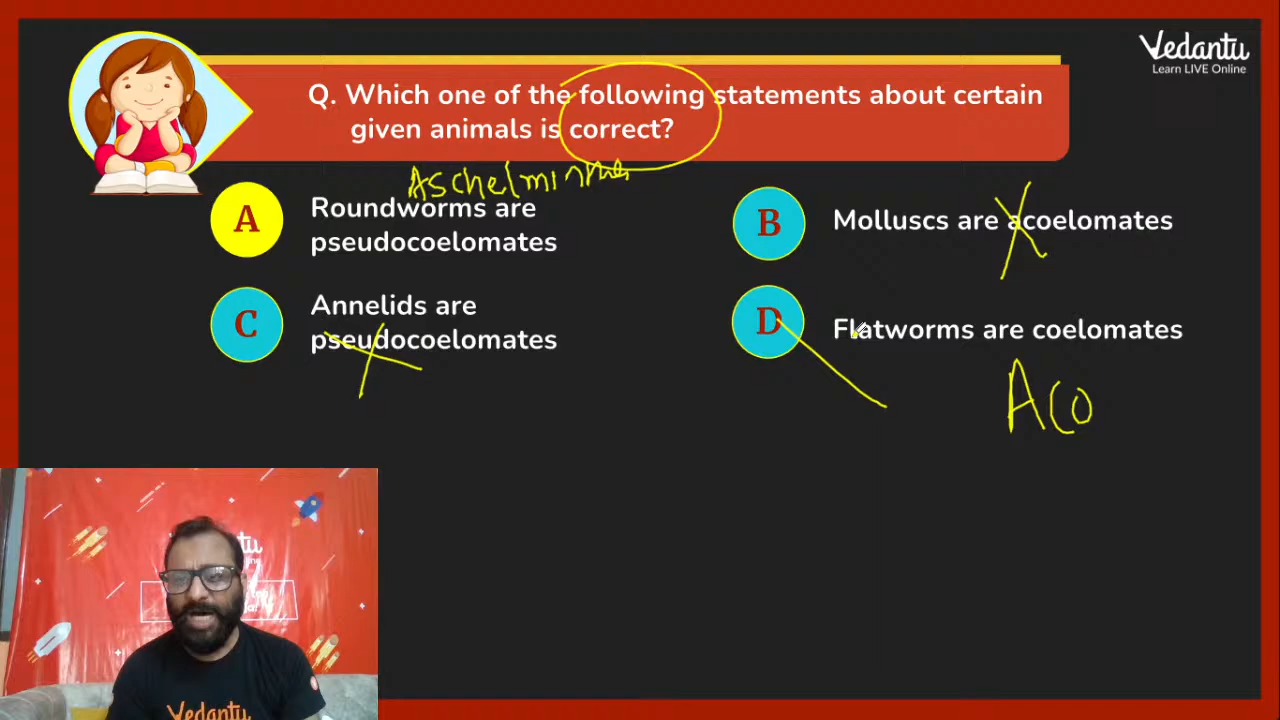 Vedantu
Learn LIVE Online
Q. Which one of the following statements about certain
given animals is correct?
Aschelminthes
A
Roundworms are
pseudocoelomates
B
Molluscs are acoelomates
C
Annelids are
pseudocoelomates
D
Flatworms are coelomates
Aco
Vedantu